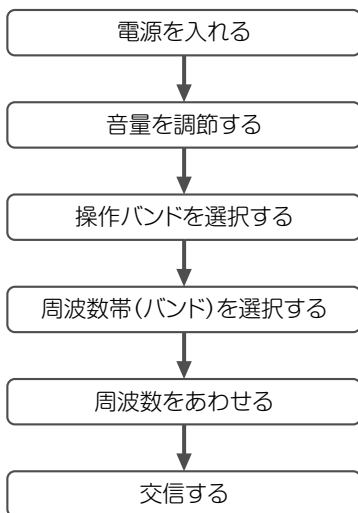 電源を入れる
音量を調節する
操作バンドを選択する
周波数帯(バンド)を選択する
周波数をあわせる
交信する